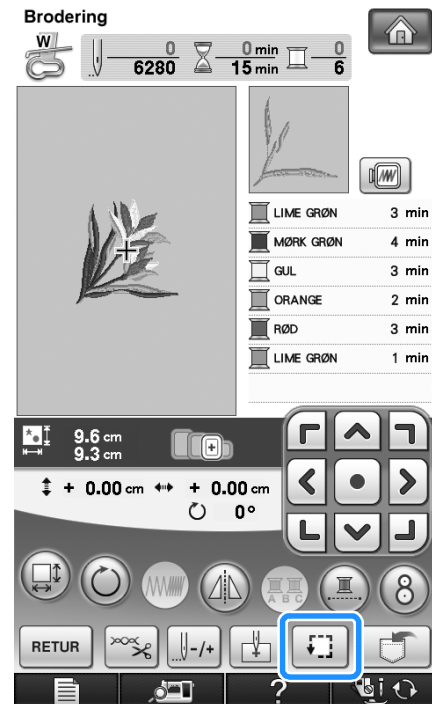 Brodering
W
0
6280
0 min
15 min
0
6
LIME GRØN 3 min
MØRK GRØN 4 min
GUL 3 min
ORANGE 2 min
RØD 3 min
LIME GRØN 1 min
9.6 cm
9.3 cm
+ 0.00 cm + 0.00 cm
0°
A B C
8
RETUR
-/+
?